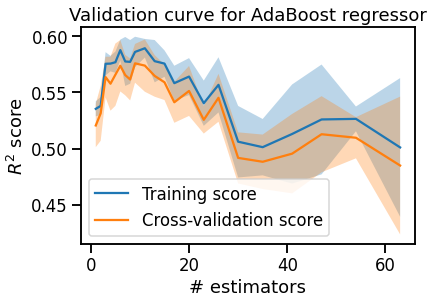 Validation curve for AdaBoost regressor
0.60
0.55
0.50
0.45
R² score
Training score
Cross-validation score
0 20 40 60
# estimators